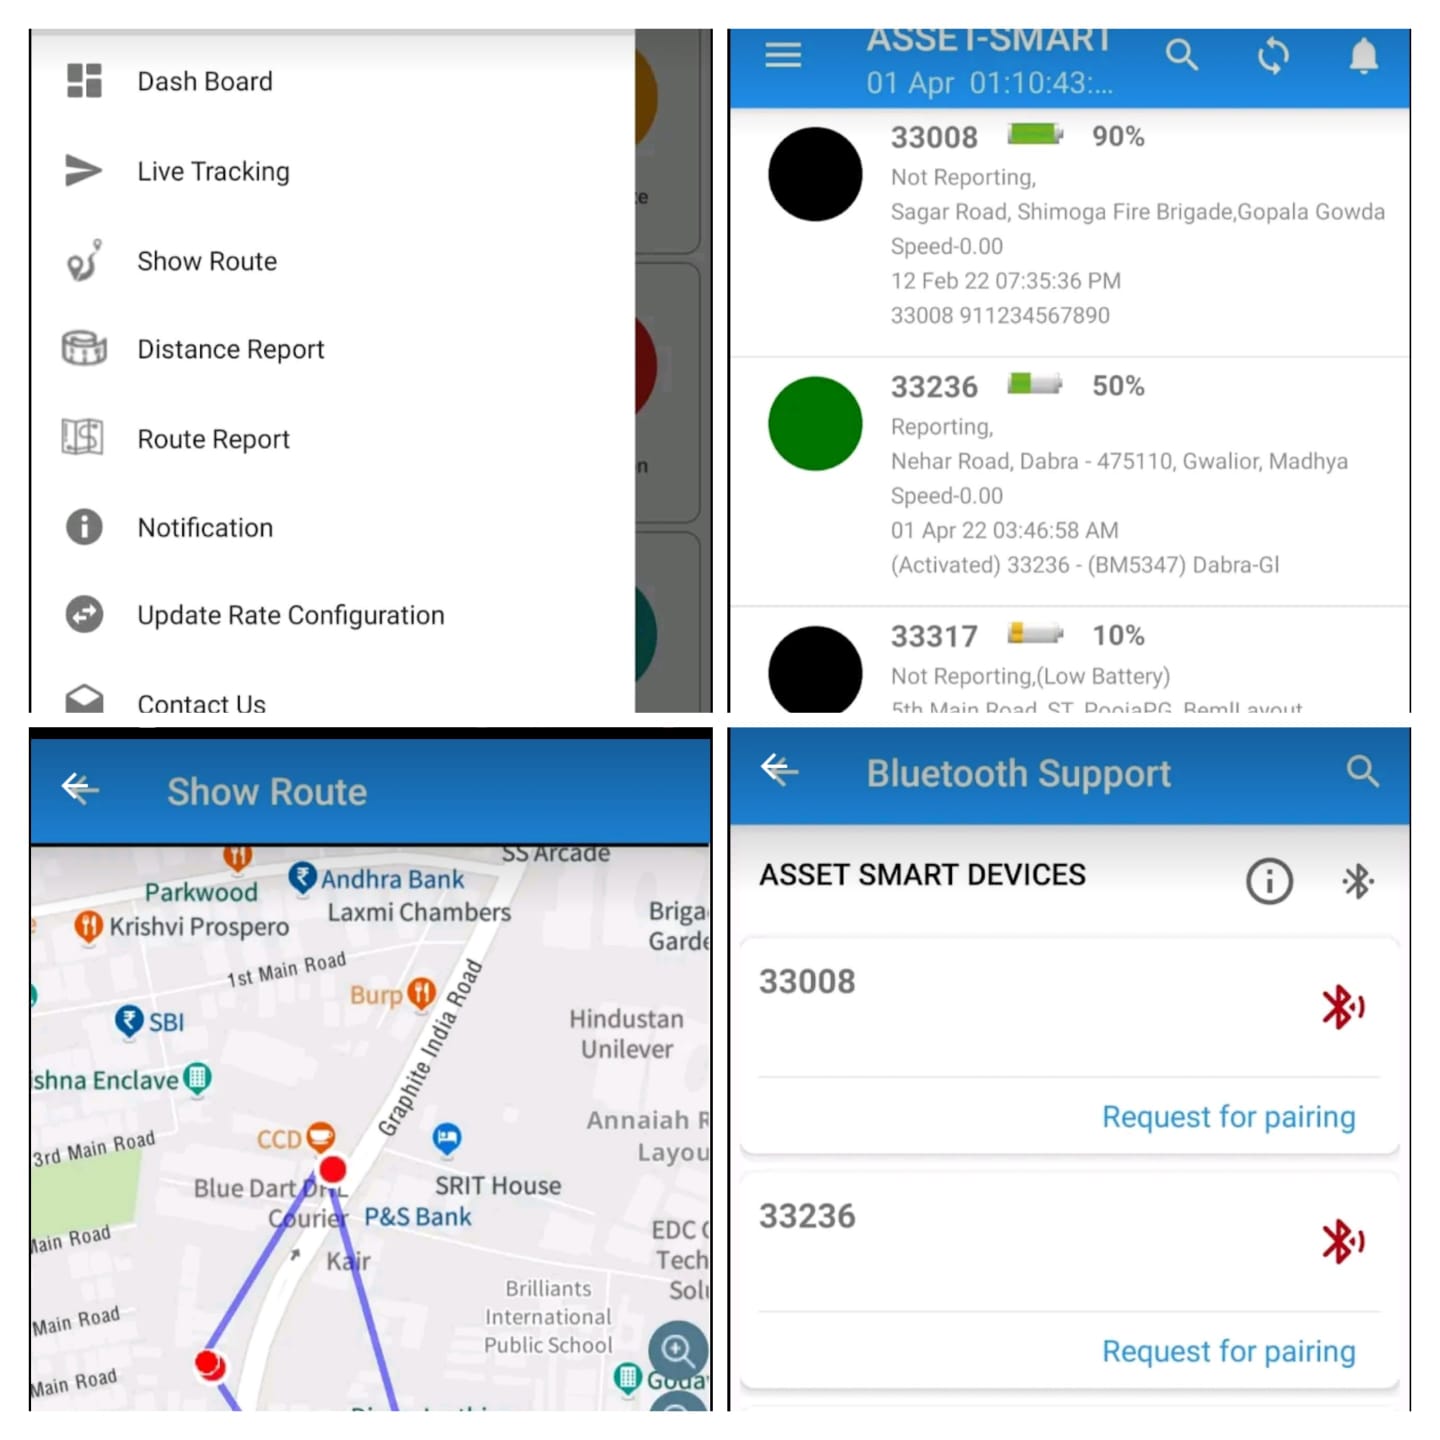 Dash Board
Live Tracking
Show Route
Distance Report
Route Report
Notification
Update Rate Configuration
Contact Us
ASSET-SMART
01 Apr 01:10:43:...
33008 90%
Not Reporting,
Sagar Road, Shimoga Fire Brigade,Gopala Gowda
Speed-0.00
12 Feb 22 07:35:36 PM
33008 911234567890
33236 50%
Reporting,
Nehar Road, Dabra - 475110, Gwalior, Madhya
Speed-0.00
01 Apr 22 03:46:58 AM
(Activated) 33236 - (BM5347) Dabra-Gl
33317 10%
Not Reporting,(Low Battery)
5th Main Road, ST. PoojaPG, BemlLayout
Show Route
SS Arcade
Parkwood
Andhra Bank
Laxmi Chambers
Krishvi Prospero
Briga
Garde
1st Main Road
Burp
Graphite India Road
SBI
Hindustan
Unilever
shna Enclave
Annaiah R
Layou
3rd Main Road
CCD
Blue Dart DHL
Courier
SRIT House
P&S Bank
Main Road
Kair
EDC
Tech
Solu
Brilliants
International
Public School
Main Road
Main Road
Bluetooth Support
ASSET SMART DEVICES
33008
Request for pairing
33236
Request for pairing